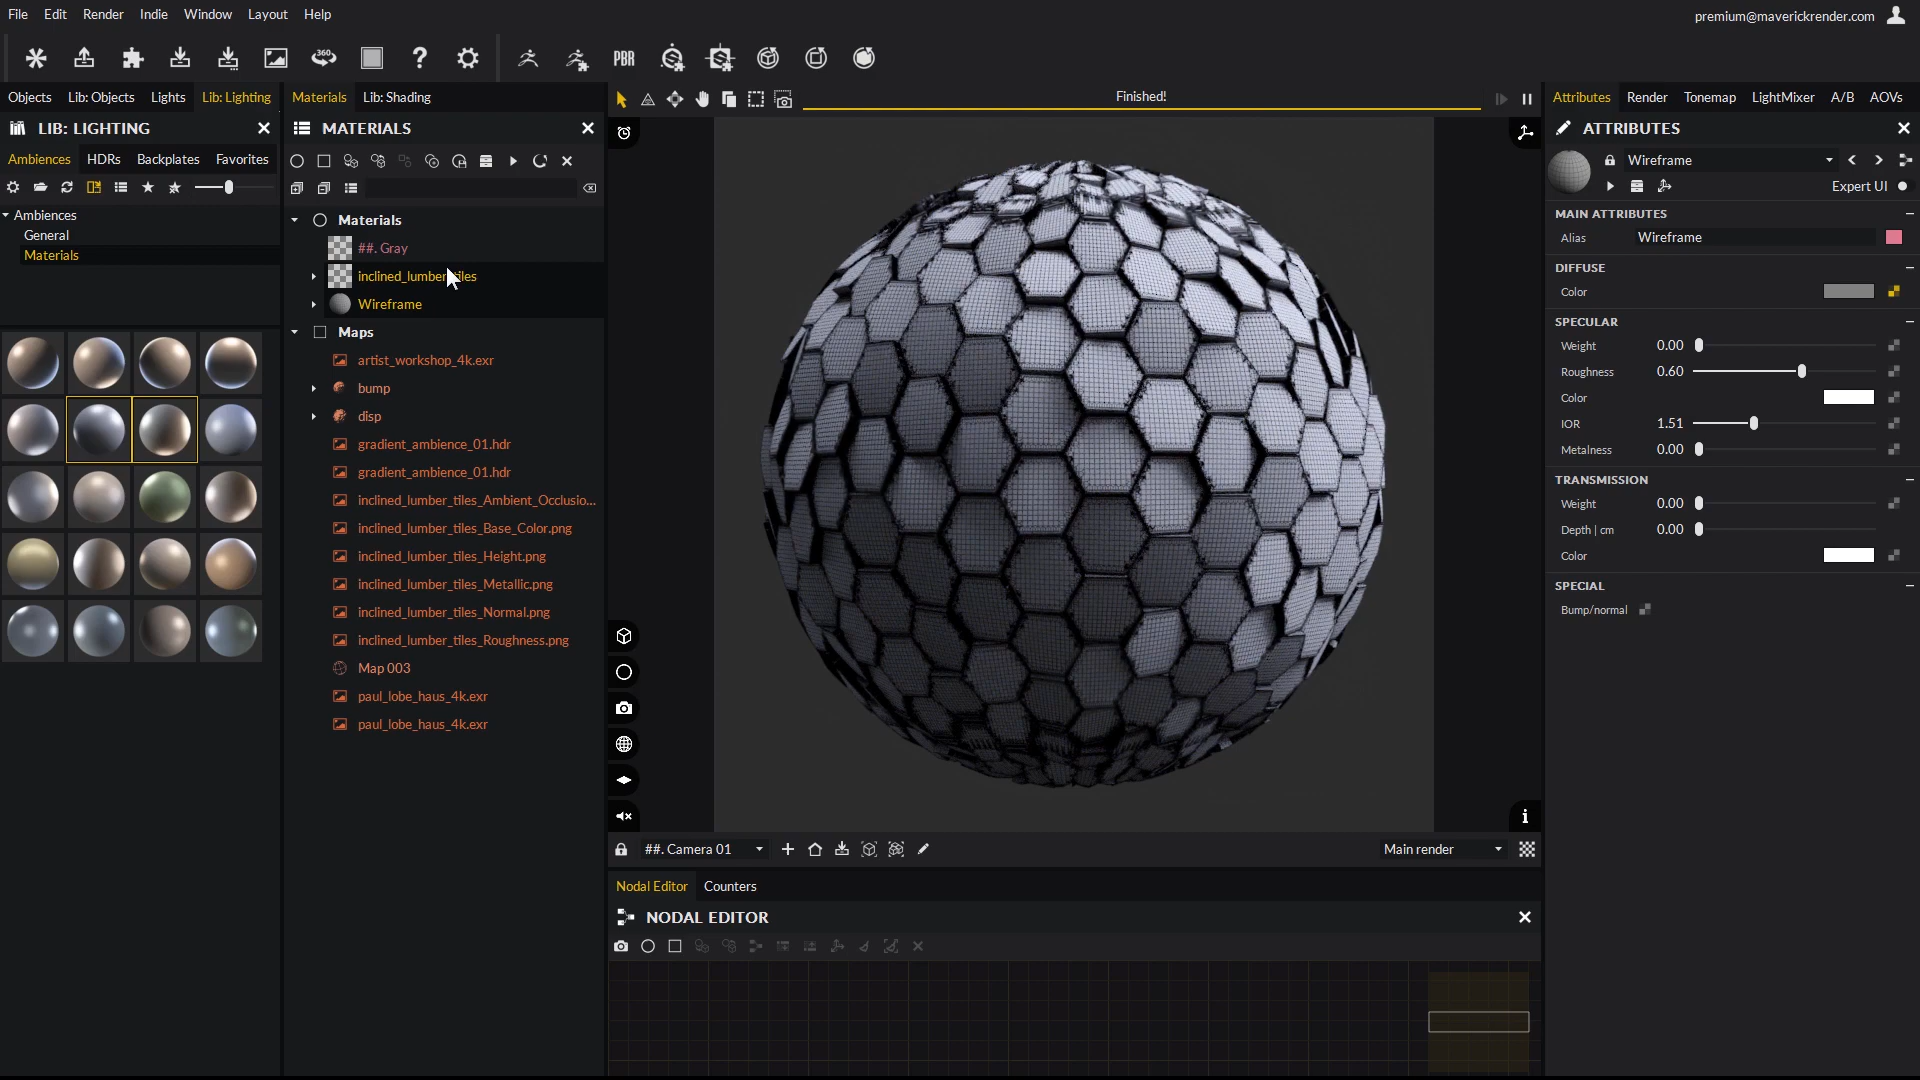 File Edit Render Indie Window Layout Help
premium@maverickrender.com
360 ? PBR
Objects Lib: Objects Lights Lib: Lighting
LIB: LIGHTING
Ambiences HDRs Backplates Favorites
Ambiences
General
Materials
Materials Lib: Shading
MATERIALS
Materials
##. Gray
inclined_lumber_tiles
Wireframe
Maps
artist_workshop_4k.exr
bump
disp
gradient_ambience_01.hdr
gradient_ambience_01.hdr
inclined_lumber_tiles_Ambient_Occlusio...
inclined_lumber_tiles_Base_Color.png
inclined_lumber_tiles_Height.png
inclined_lumber_tiles_Metallic.png
inclined_lumber_tiles_Normal.png
inclined_lumber_tiles_Roughness.png
Map 003
paul_lobe_haus_4k.exr
paul_lobe_haus_4k.exr
Finished!
##. Camera 01
Main render
Nodal Editor Counters
NODAL EDITOR
Attributes Render Tonemap LightMixer A/B AOVs
ATTRIBUTES
Wireframe
Expert UI
MAIN ATTRIBUTES
Alias Wireframe
DIFFUSE
Color
SPECULAR
Weight 0.00
Roughness 0.60
Color
IOR 1.51
Metalness 0.00
TRANSMISSION
Weight 0.00
Depth | cm 0.00
Color
SPECIAL
Bump/normal